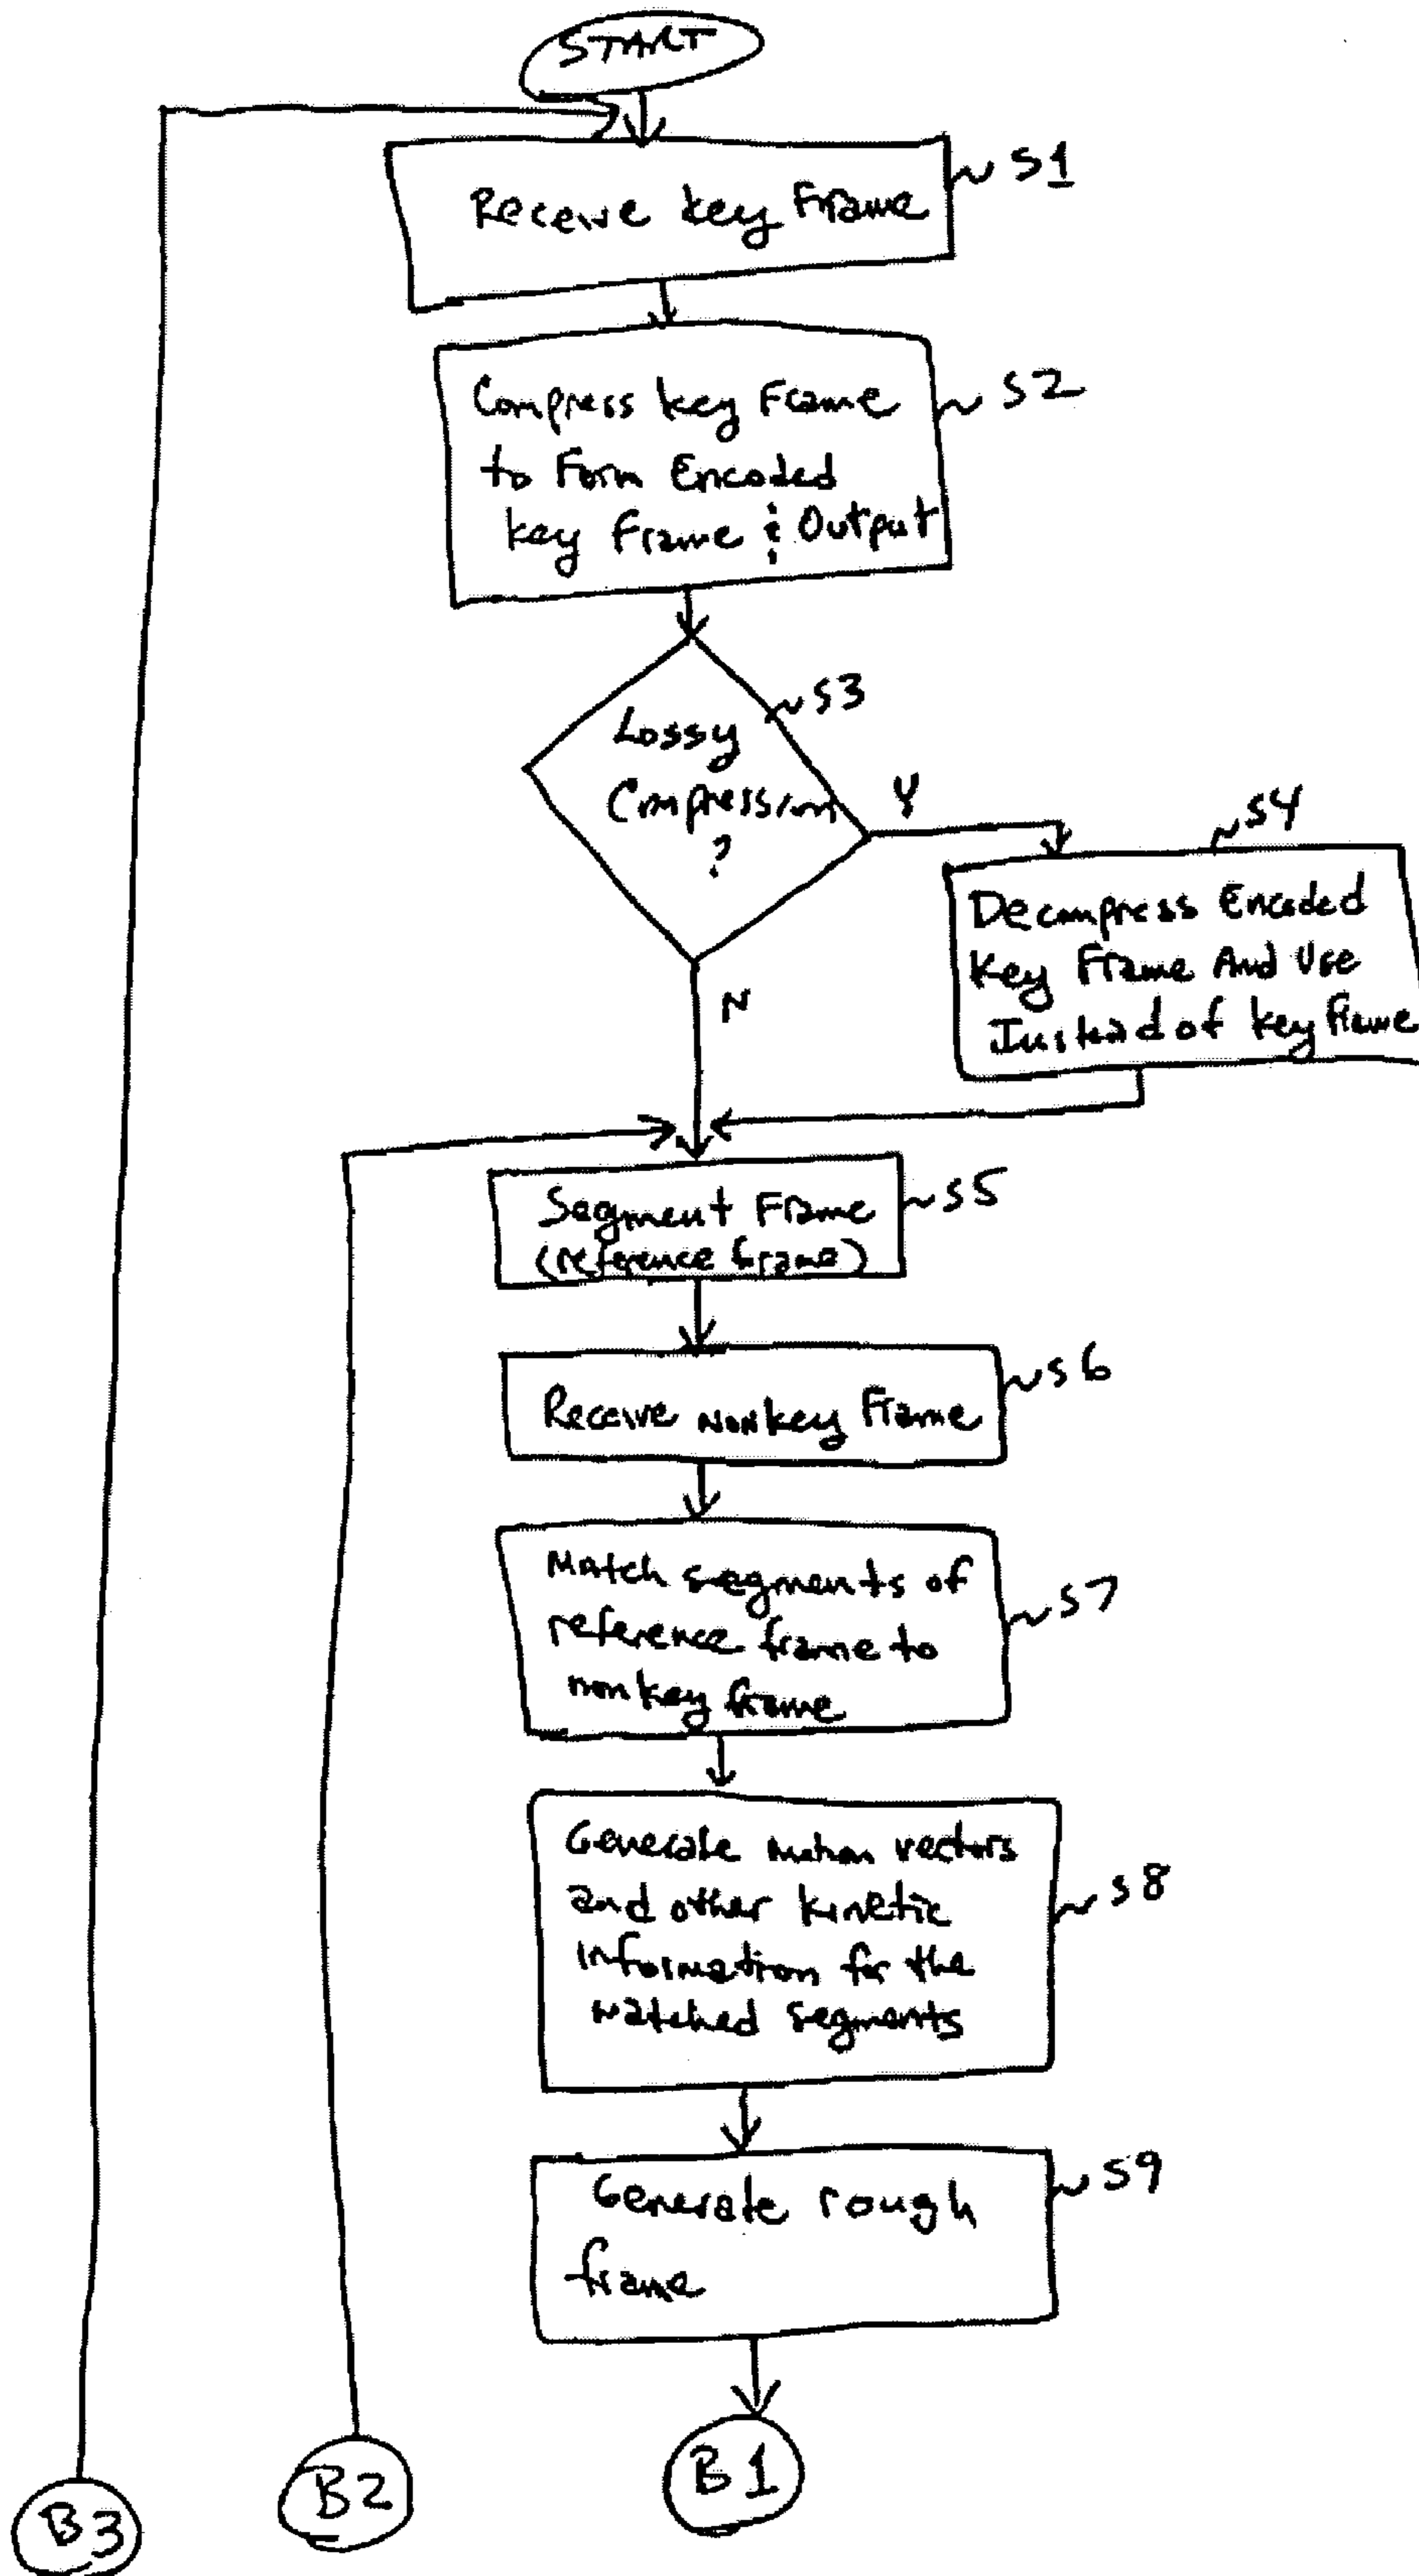 START
Receive key Frame
S1
Compress key Frame
to Form Encoded
key Frame & Output
S2
Lossy
Compression
?
S3
Y
N
Decompress Encoded
Key Frame And Use
Instead of key frame
S4
Segment Frame
(reference frame)
S5
Receive nonkey Frame
S6
Match segments of
reference frame to
nonkey frame
S7
Generate motion vectors
and other kinetic
information for the
matched segments
S8
Generate rough
frame
S9
B1
B2
B3